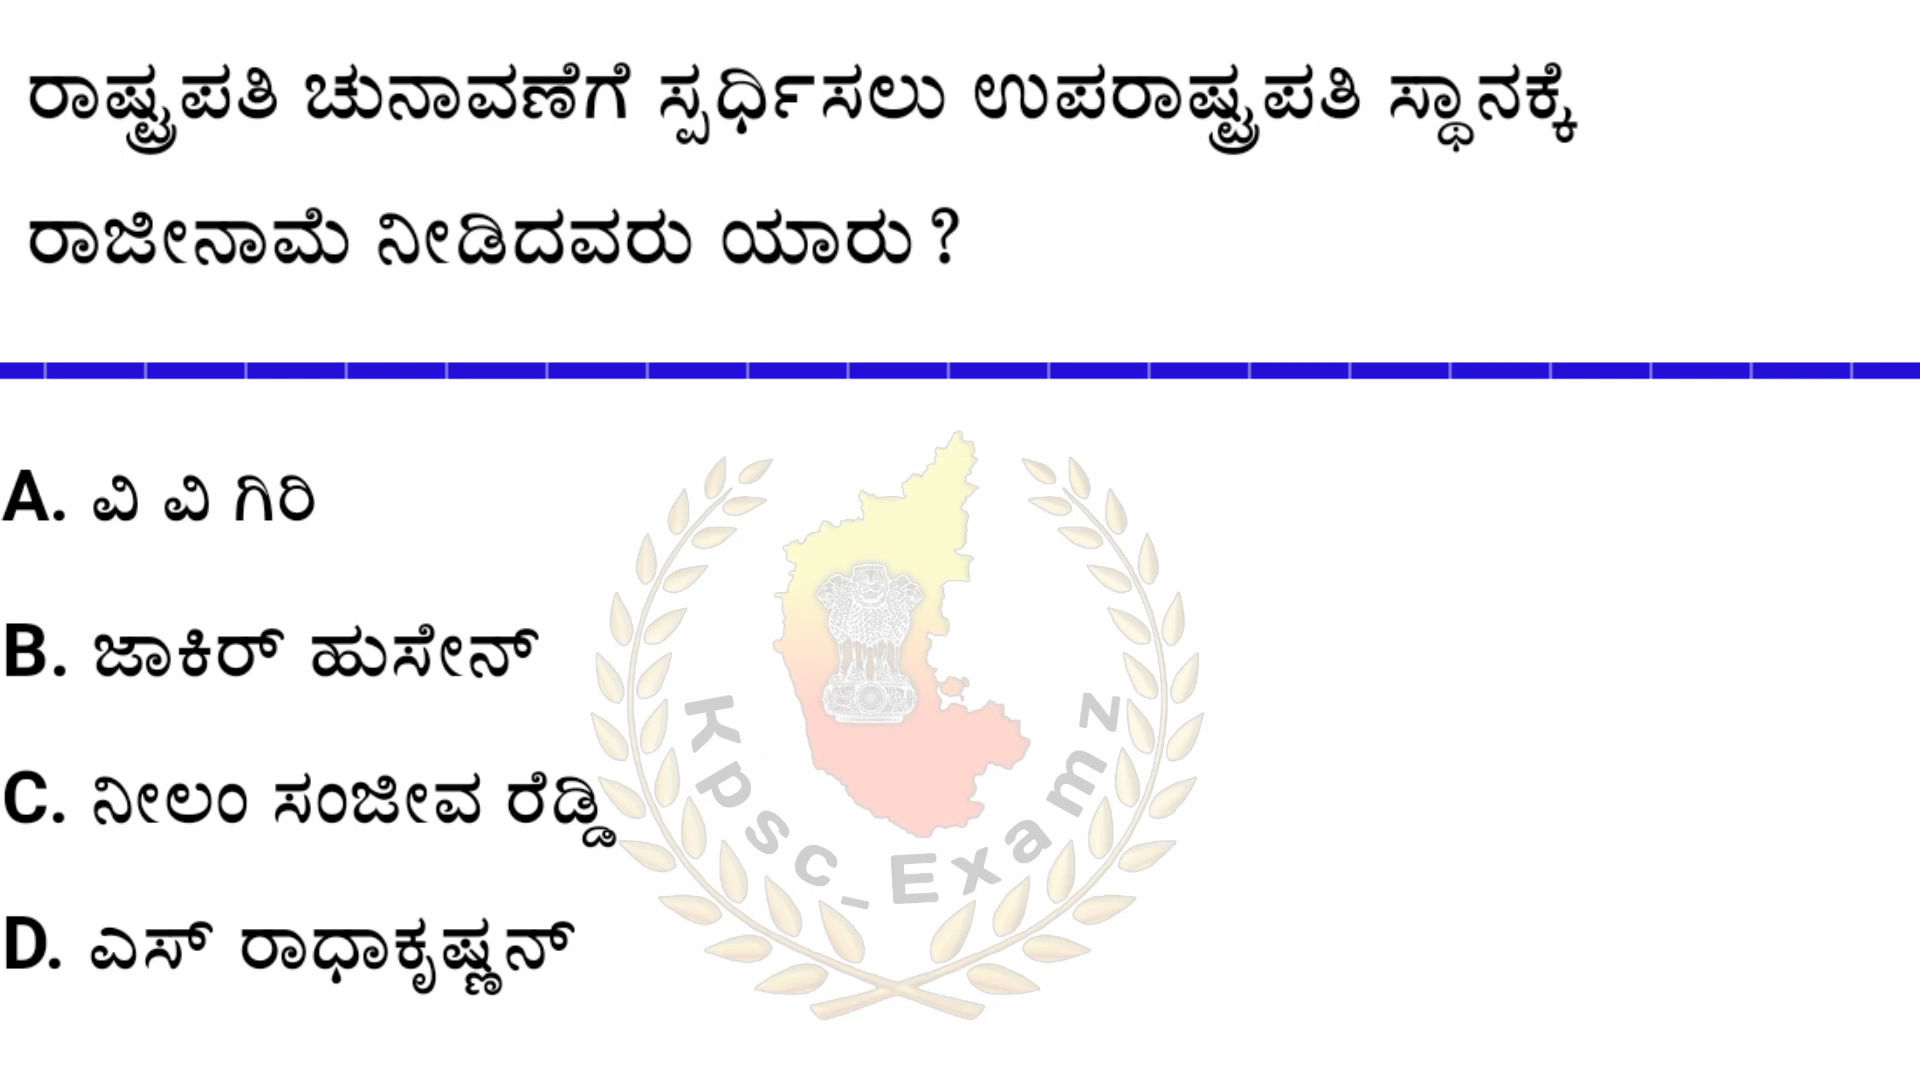 ರಾಷ್ಟ್ರಪತಿ ಚುನಾವಣೆಗೆ ಸ್ಪರ್ಧಿಸಲು ಉಪರಾಷ್ಟ್ರಪತಿ ಸ್ಥಾನಕ್ಕೆ
ರಾಜೀನಾಮೆ ನೀಡಿದವರು ಯಾರು ?
A. ವಿ ವಿ ಗಿರಿ
B. ಜಾಕಿರ್ ಹುಸೇನ್
C. ನೀಲಂ ಸಂಜೀವ ರೆಡ್ಡಿ
D. ಎಸ್ ರಾಧಾಕೃಷ್ಣನ್
Kpsc_Examz